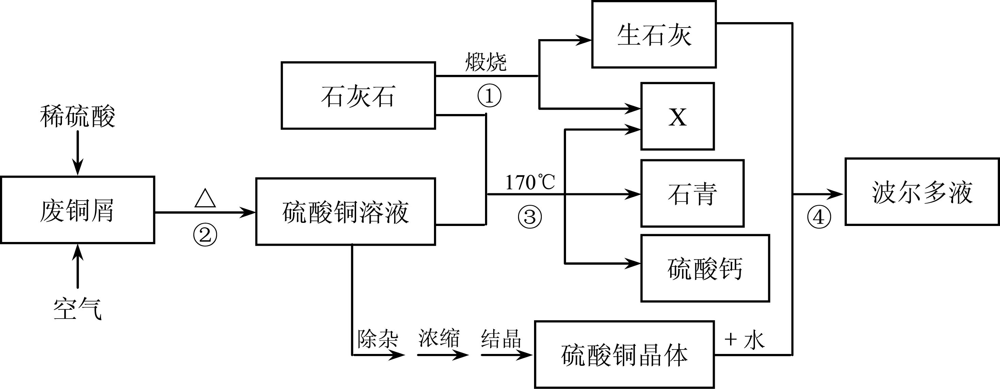 生石灰
煅烧
①
石灰石
X
稀硫酸
170℃
③
石青
波尔多液
④
废铜屑
△
②
硫酸铜溶液
硫酸钙
空气
除杂
浓缩
结晶
硫酸铜晶体
+水